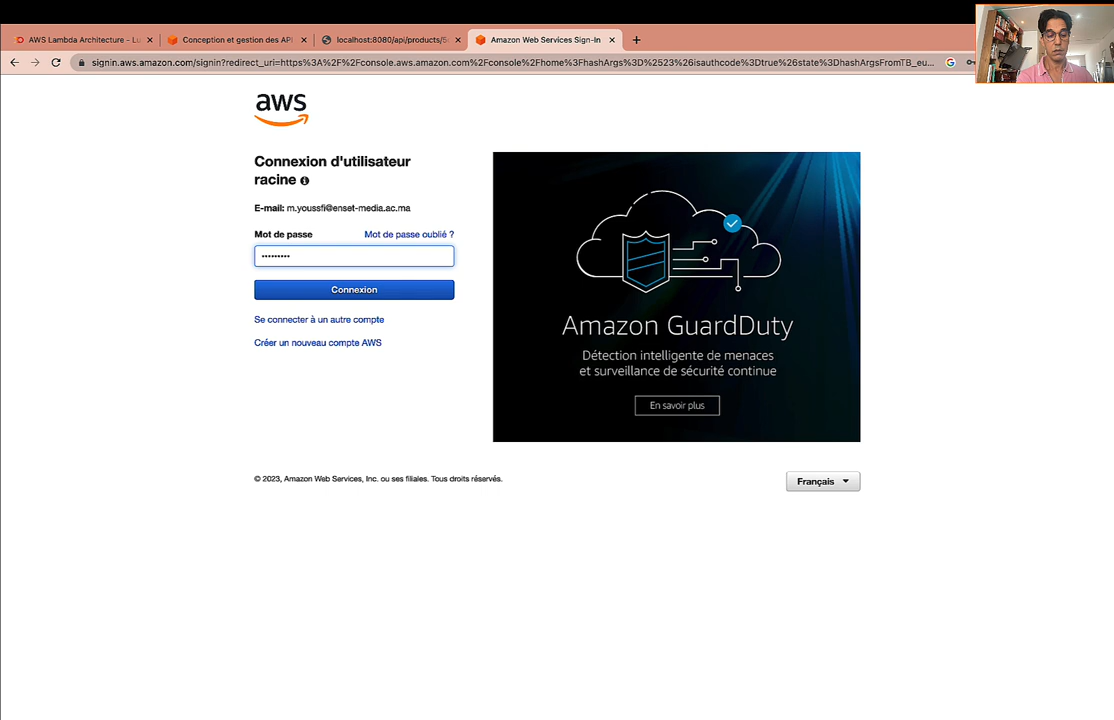 AWS Lambda Architecture - Lu
Conception et gestion des API
localhost:8080/api/products/5
Amazon Web Services Sign-In
signin.aws.amazon.com/signin?redirect_uri=https%3A%2F%2Fconsole.aws.amazon.com%2Fconsole%2Fhome%3FhashArgs%3D%2523%26isauthcode%3Dtrue%26state%3DhashArgsFromTB_eu...
aws
Connexion d'utilisateur
racine
E-mail: m.youssfi@enset-media.ac.ma
Mot de passe
Mot de passe oublié ?
•••••••••
Connexion
Se connecter à un autre compte
Créer un nouveau compte AWS
Amazon GuardDuty
Détection intelligente de menaces
et surveillance de sécurité continue
En savoir plus
© 2023, Amazon Web Services, Inc. ou ses filiales. Tous droits réservés.
Français